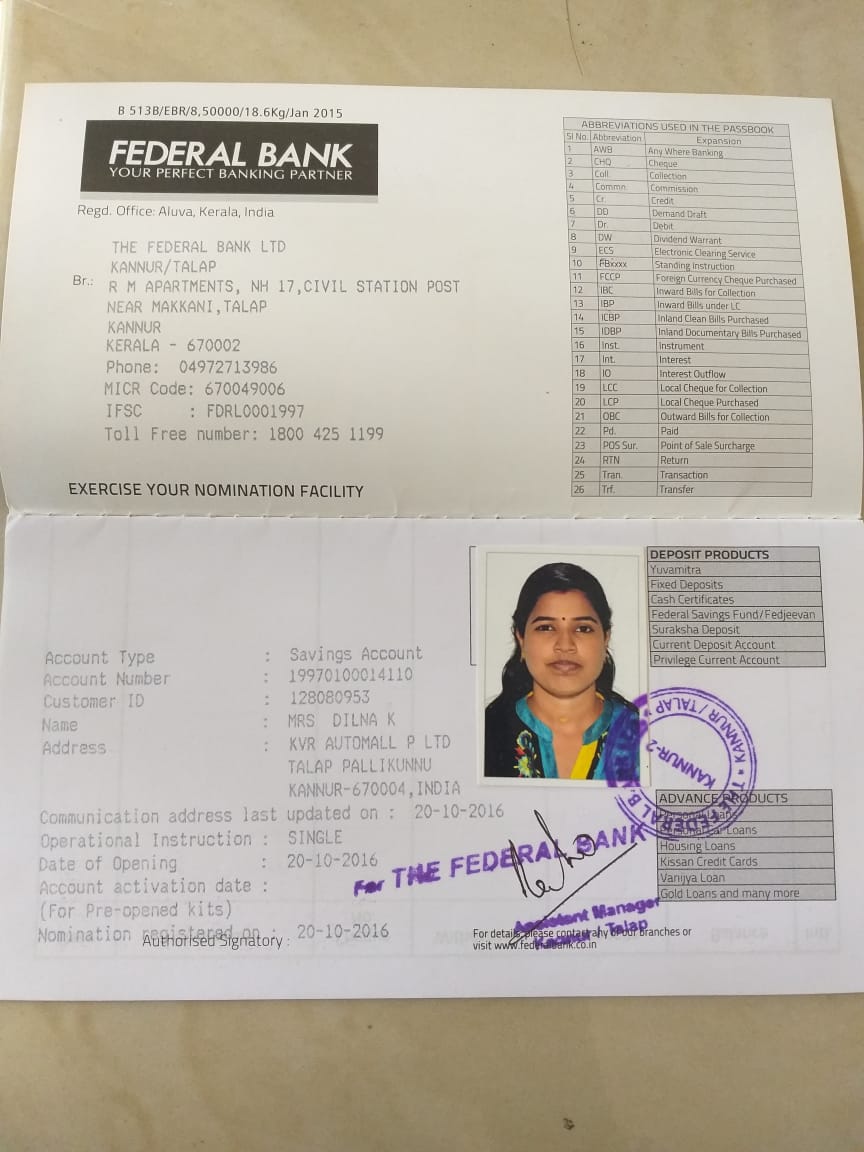 B 513B/EBR/8,50000/18.6Kg/Jan 2015
FEDERAL BANK
YOUR PERFECT BANKING PARTNER
Regd. Office: Aluva, Kerala, India
THE FEDERAL BANK LTD
KANNUR/TALAP
Br.: R M APARTMENTS, NH 17,CIVIL STATION POST
NEAR MAKKANI,TALAP
KANNUR
KERALA - 670002
Phone: 04972713986
MICR Code: 670049006
IFSC : FDRL0001997
Toll Free number: 1800 425 1199
EXERCISE YOUR NOMINATION FACILITY
ABBREVIATIONS USED IN THE PASSBOOK
Sl No. Abbreviation Expansion
1 AWB Any Where Banking
2 CHQ Cheque
3 Coll. Collection
4 Commn. Commission
5 Cr. Credit
6 DD Demand Draft
7 Dr. Debit
8 DW Dividend Warrant
9 ECS Electronic Clearing Service
10 FBxxxx Standing Instruction
11 FCCP Foreign Currency Cheque Purchased
12 IBC Inward Bills for Collection
13 IBP Inward Bills under LC
14 ICBP Inland Clean Bills Purchased
15 IDBP Inland Documentary Bills Purchased
16 Inst. Instrument
17 Int. Interest
18 IO Interest Outflow
19 LCC Local Cheque for Collection
20 LCP Local Cheque Purchased
21 OBC Outward Bills for Collection
22 Pd. Paid
23 POS Sur. Point of Sale Surcharge
24 RTN Return
25 Tran. Transaction
26 Trf. Transfer
Account Type : Savings Account
Account Number : 19970100014110
Customer ID : 128080953
Name : MRS DILNA K
Address : KVR AUTOMALL P LTD
TALAP PALLIKUNNU
KANNUR-670004,INDIA
Communication address last updated on : 20-10-2016
Operational Instruction : SINGLE
Date of Opening : 20-10-2016
Account activation date :
(For Pre-opened kits)
Nomination registered on : 20-10-2016
Authorised Signatory :
DEPOSIT PRODUCTS
Yuvamitra
Fixed Deposits
Cash Certificates
Federal Savings Fund/Fedjeevan
Suraksha Deposit
Current Deposit Account
Privilege Current Account
THE FEDERAL B
KANNUR / TALAP
KANNUR-2
ADVANCE PRODUCTS
Personal Loans
Personal Car Loans
Housing Loans
Kissan Credit Cards
Vanijya Loan
Gold Loans and many more
For THE FEDERAL BANK
Assistant Manager
Kannur / Talap
For details, please contact any of our branches or
visit www.federalbank.co.in